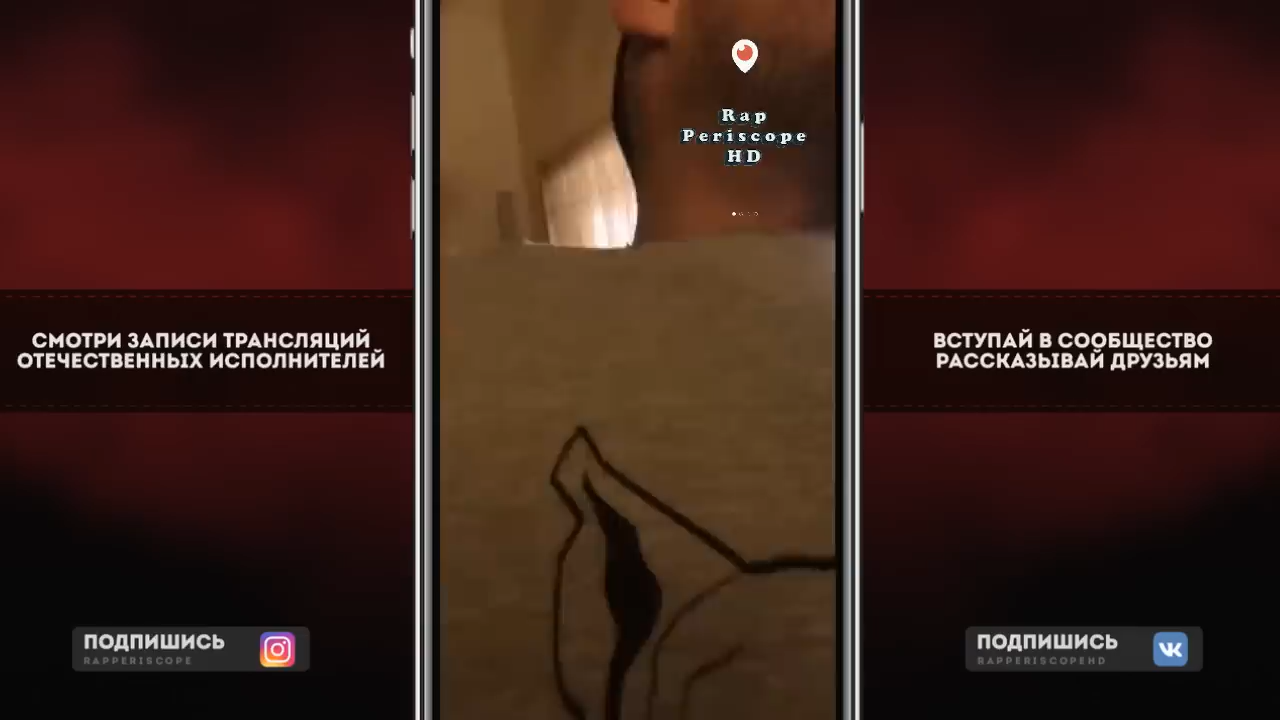 Rap
Periscope
HD
СМОТРИ ЗАПИСИ ТРАНСЛЯЦИЙ
ОТЕЧЕСТВЕННЫХ ИСПОЛНИТЕЛЕЙ
ВСТУПАЙ В СООБЩЕСТВО
РАССКАЗЫВАЙ ДРУЗЬЯМ
ПОДПИШИСЬ
RAPPERISCOPE
ПОДПИШИСЬ
RAPPERISCOPEHD